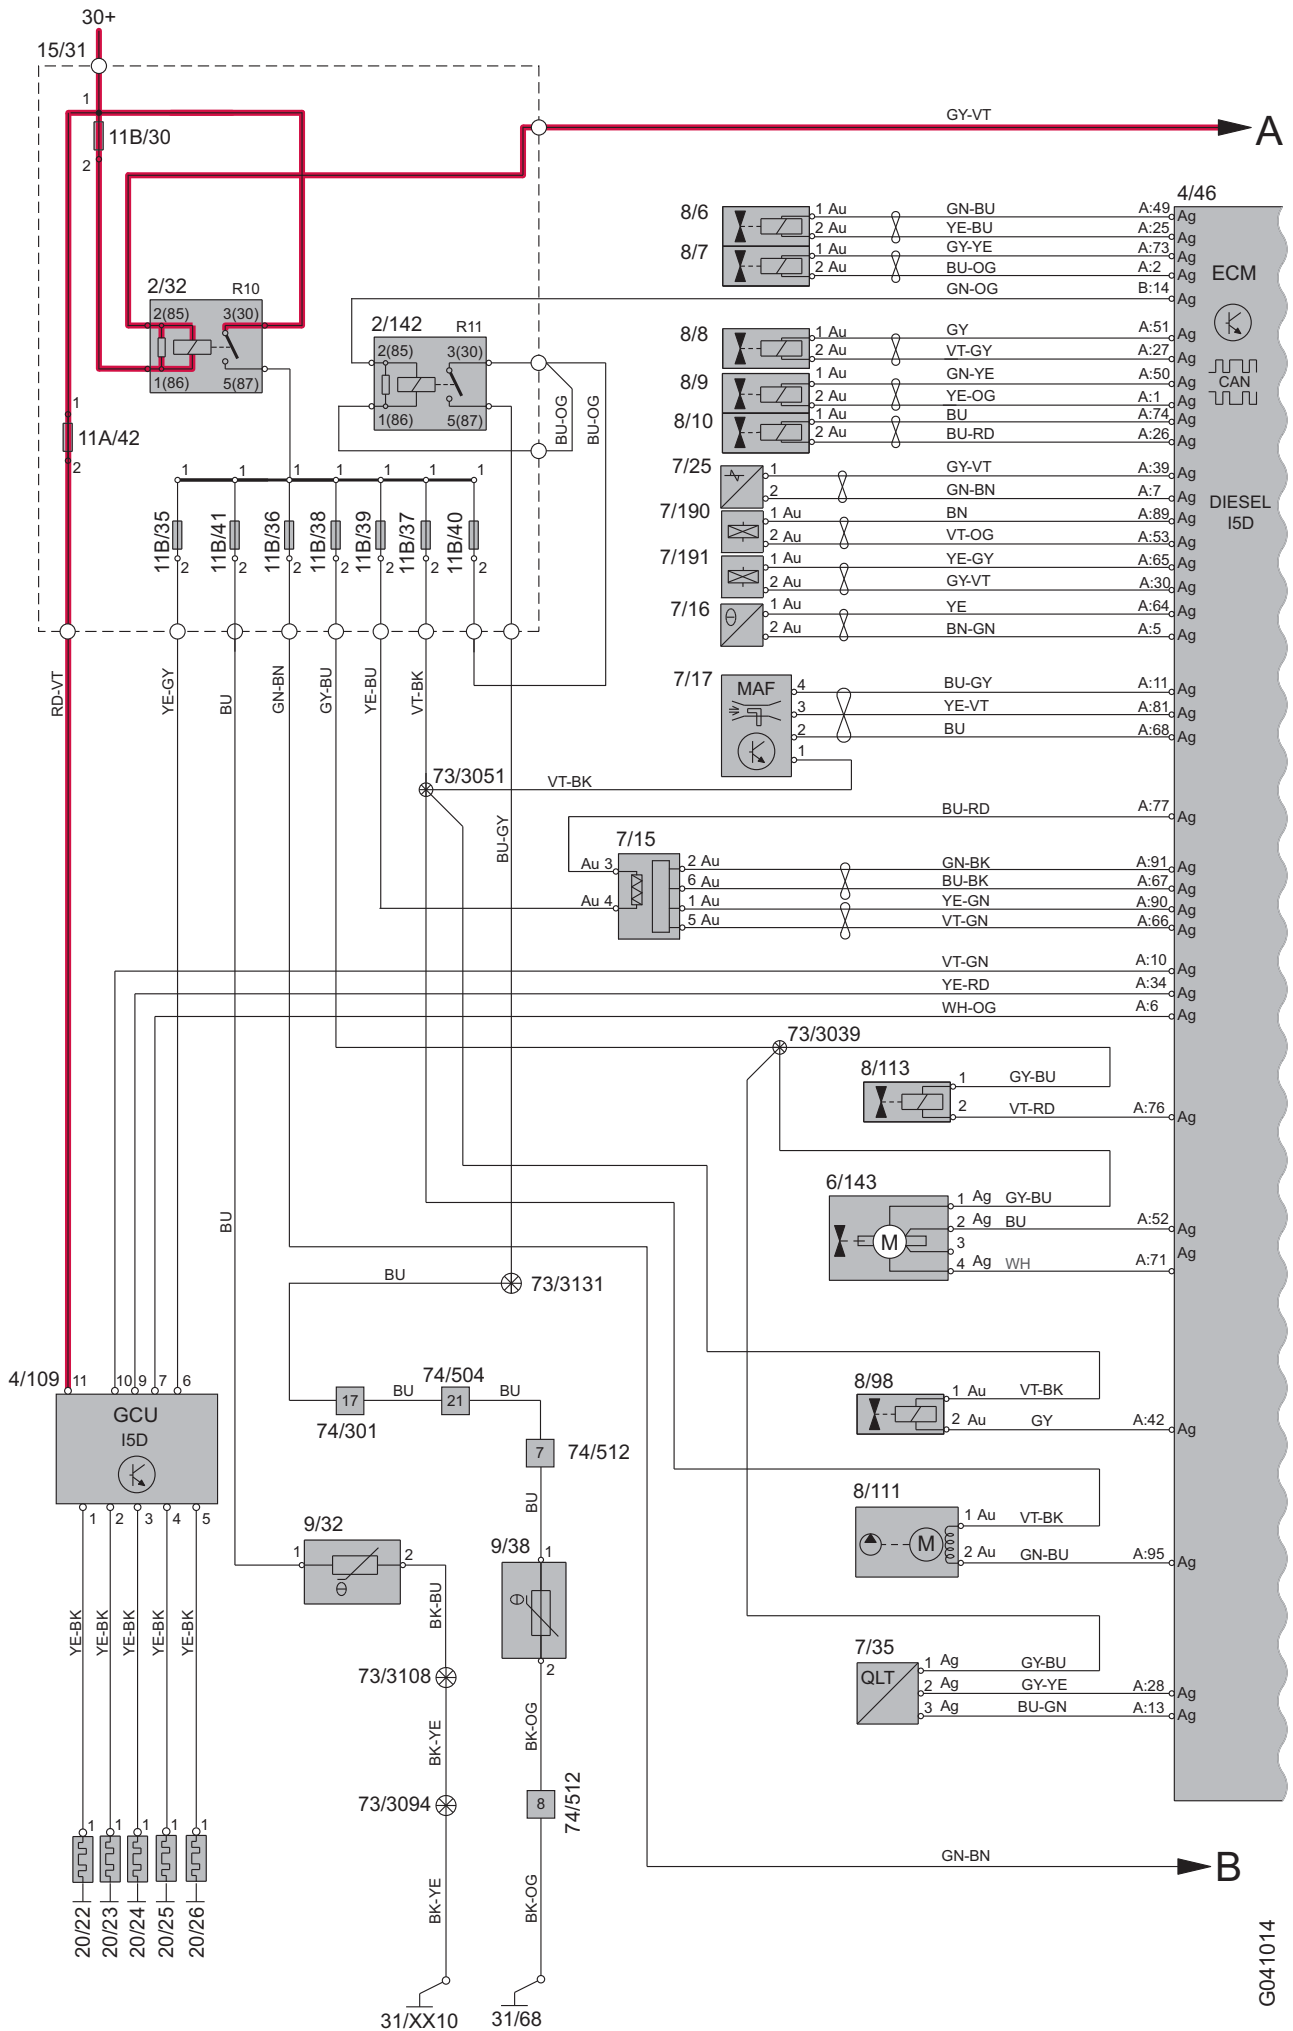 30+
15/31
1
11B/30
2
GY-VT
A
4/46
8/6
1 Au GN-BU A:49 Ag
2 Au YE-BU A:25 Ag
8/7
1 Au GY-YE A:73 Ag
2 Au BU-OG A:2 Ag
ECM
GN-OG B:14 Ag
2/32 R10
2(85) 3(30)
1(86) 5(87)
2/142 R11
2(85) 3(30)
1(86) 5(87)
BU-OG
BU-OG
8/8
1 Au GY A:51 Ag
2 Au VT-GY A:27 Ag
CAN
8/9
1 Au GN-YE A:50 Ag
2 Au YE-OG A:1 Ag
8/10
1 Au BU A:74 Ag
2 Au BU-RD A:26 Ag
1
11A/42
2
7/25
1 GY-VT A:39 Ag
2 GN-BN A:7 Ag
DIESEL
I5D
7/190
1 Au BN A:89 Ag
2 Au VT-OG A:53 Ag
7/191
1 Au YE-GY A:65 Ag
2 Au GY-VT A:30 Ag
7/16
1 Au YE A:64 Ag
2 Au BN-GN A:5 Ag
1 1 1 1 1 1 1
11B/35
11B/41
11B/36
11B/38
11B/39
11B/37
11B/40
2 2 2 2 2 2 2
RD-VT
YE-GY
BU
GN-BN
GY-BU
YE-BU
VT-BK
7/17
MAF
4 BU-GY A:11 Ag
3 YE-VT A:81 Ag
2 BU A:68 Ag
1
73/3051
VT-BK
BU-GY
BU-RD A:77 Ag
7/15
Au 3
Au 4
2 Au GN-BK A:91 Ag
6 Au BU-BK A:67 Ag
1 Au YE-GN A:90 Ag
5 Au VT-GN A:66 Ag
VT-GN A:10 Ag
YE-RD A:34 Ag
WH-OG A:6 Ag
73/3039
8/113
1 GY-BU
2 VT-RD A:76 Ag
6/143
M
1 Ag GY-BU
2 Ag BU A:52 Ag
3 Ag
4 Ag WH A:71
BU
BU
73/3131
4/109
11 10 9 7 6
GCU
I5D
1 2 3 4 5
17
74/301
BU
74/504
21
BU
7
74/512
BU
8/98
1 Au VT-BK
2 Au GY A:42 Ag
8/111
M
1 Au VT-BK
2 Au GN-BU A:95 Ag
9/32
1 2
Θ
9/38
1
Θ
2
BK-BU
73/3108
BK-YE
73/3094
BK-YE
31/XX10
BK-OG
8
74/512
BK-OG
31/68
7/35
QLT
1 Ag GY-BU
2 Ag GY-YE A:28 Ag
3 Ag BU-GN A:13 Ag
YE-BK
YE-BK
YE-BK
YE-BK
YE-BK
1 1 1 1 1
20/22
20/23
20/24
20/25
20/26
GN-BN
B
G041014